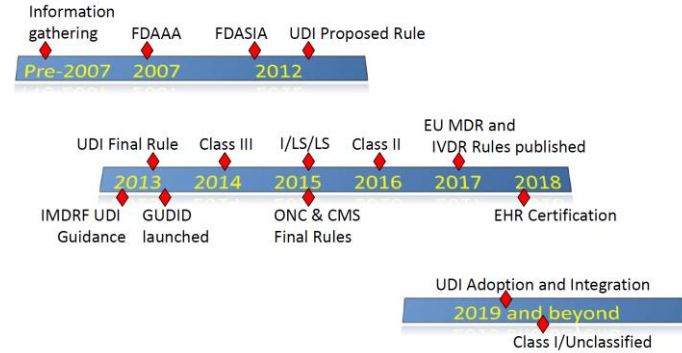 Information
gathering
FDAAA
FDASIA
UDI Proposed Rule
Pre-2007
2007
2012
UDI Final Rule
Class III
I/LS/LS
Class II
EU MDR and
IVDR Rules published
2013
2014
2015
2016
2017
2018
IMDRF UDI
Guidance
GUDID
launched
ONC & CMS
Final Rules
EHR Certification
UDI Adoption and Integration
2019 and beyond
Class I/Unclassified